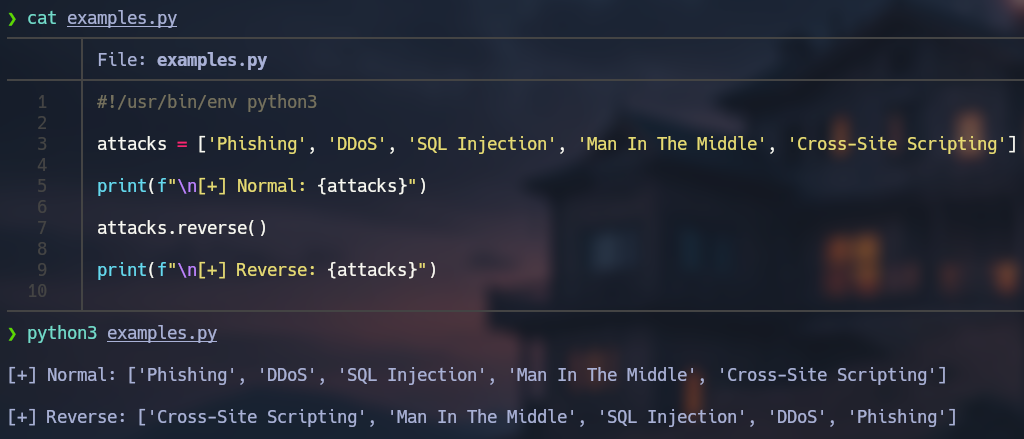 ❯ cat examples.py
File: examples.py
1 #!/usr/bin/env python3
2
3 attacks = ['Phishing', 'DDoS', 'SQL Injection', 'Man In The Middle', 'Cross-Site Scripting']
4
5 print(f"\n[+] Normal: {attacks}")
6
7 attacks.reverse()
8
9 print(f"\n[+] Reverse: {attacks}")
10
❯ python3 examples.py
[+] Normal: ['Phishing', 'DDoS', 'SQL Injection', 'Man In The Middle', 'Cross-Site Scripting']
[+] Reverse: ['Cross-Site Scripting', 'Man In The Middle', 'SQL Injection', 'DDoS', 'Phishing']